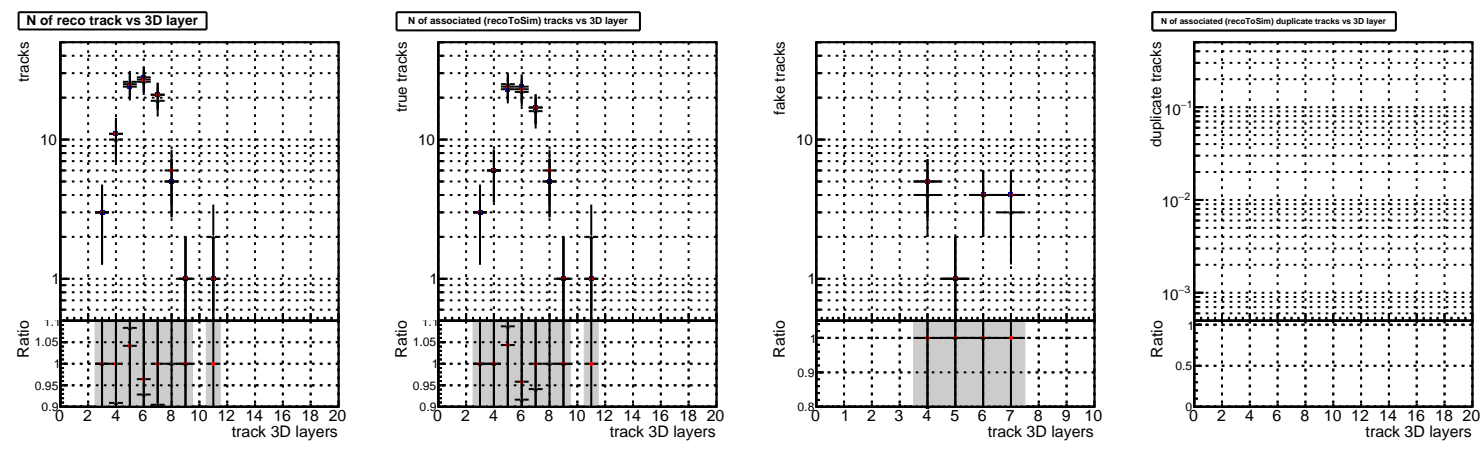 N of reco track vs 3D layer
tracks
10
1
Ratio
1.1
1.05
1
0.95
0.9
0 2 4 6 8 10 12 14 16 18 20
track 3D layers
N of associated (recoToSim) tracks vs 3D layer
true tracks
10
1
Ratio
1.1
1.05
1
0.95
0.9
0 2 4 6 8 10 12 14 16 18 20
track 3D layers
fake tracks
10
1
Ratio
1
0.9
0.8
0 1 2 3 4 5 6 7 8 9 10
track 3D layers
N of associated (recoToSim) duplicate tracks vs 3D layer
duplicate tracks
10−1
10−2
10−3
Ratio
1
0.5
0
0 2 4 6 8 10 12 14 16 18 20
track 3D layers